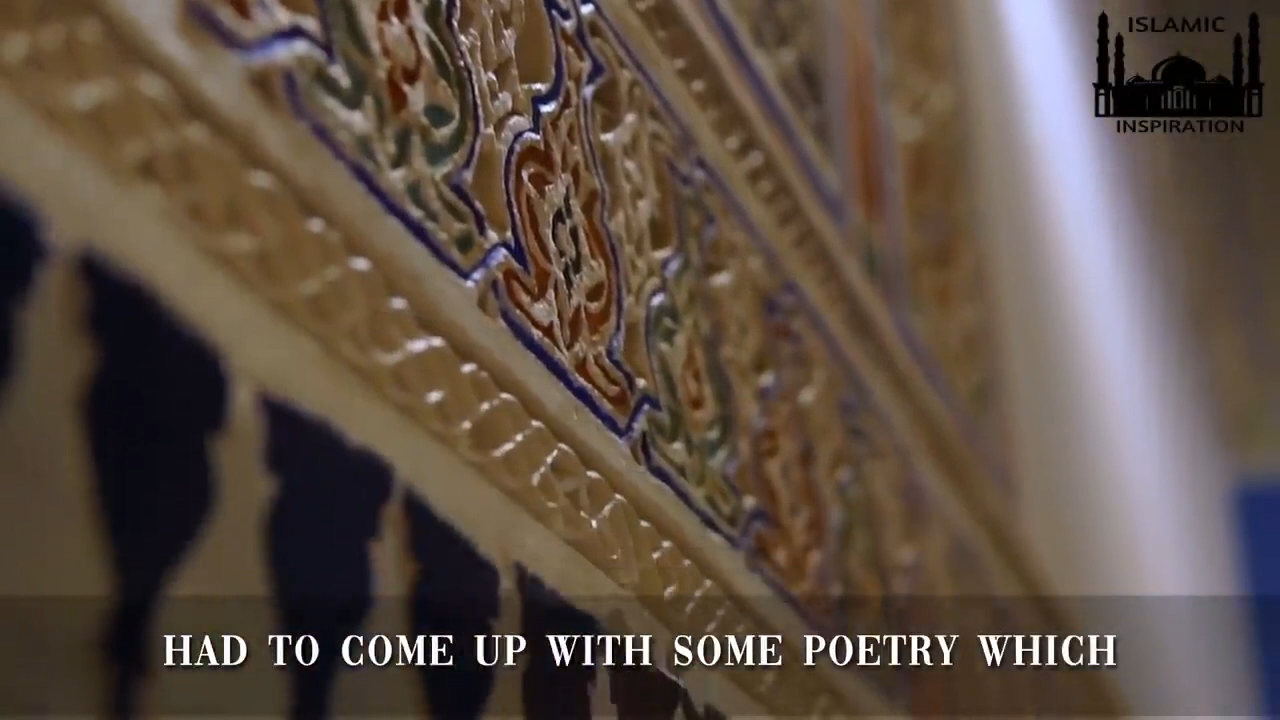 ISLAMIC
INSPIRATION
HAD TO COME UP WITH SOME POETRY WHICH